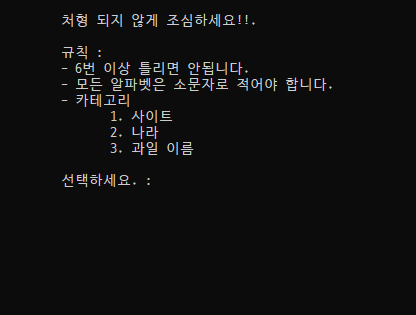 처형 되지 않게 조심하세요!!.
규칙 :
- 6번 이상 틀리면 안됩니다.
- 모든 알파벳은 소문자로 적어야 합니다.
- 카테고리
1. 사이트
2. 나라
3. 과일 이름
선택하세요. :